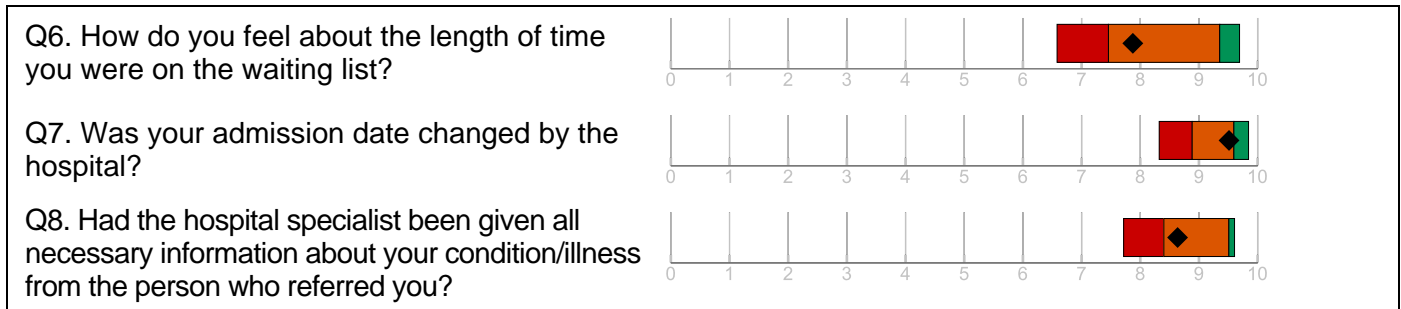 Q6. How do you feel about the length of time
you were on the waiting list?
0 1 2 3 4 5 6 7 8 9 10
Q7. Was your admission date changed by the
hospital?
0 1 2 3 4 5 6 7 8 9 10
Q8. Had the hospital specialist been given all
necessary information about your condition/illness
from the person who referred you?
0 1 2 3 4 5 6 7 8 9 10